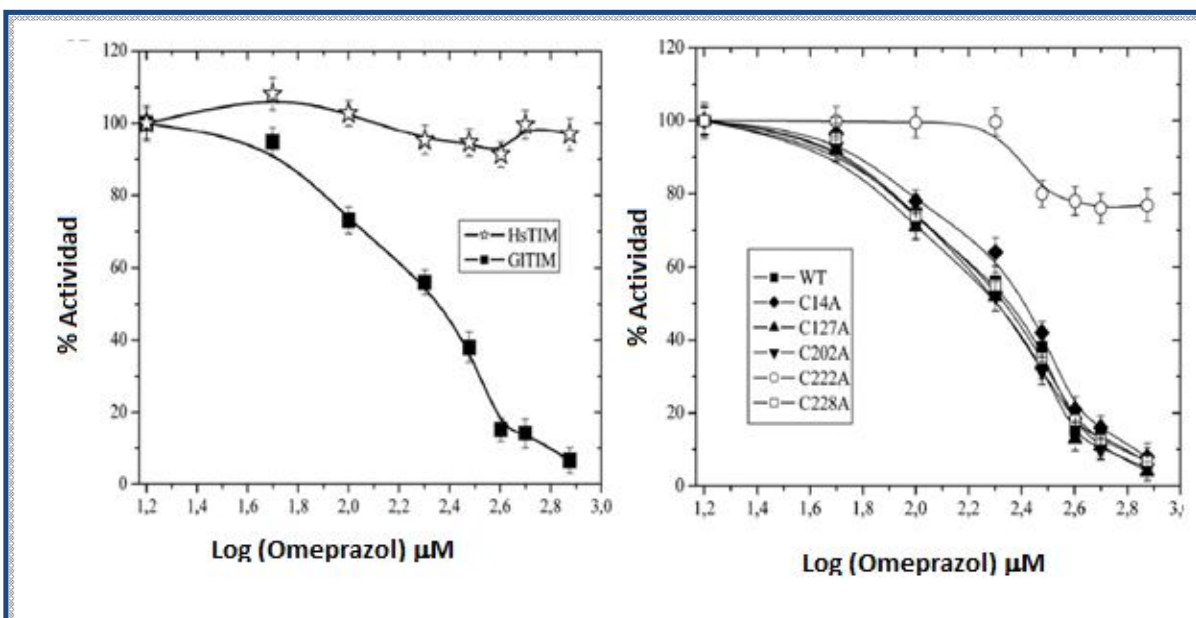 120
100
80
60
40
20
0
% Actividad
HsTIM
GlTIM
1,2 1,4 1,6 1,8 2,0 2,2 2,4 2,6 2,8 3,0
Log (Omeprazol) µM
120
100
80
60
40
20
0
% Actividad
WT
C14A
C127A
C202A
C222A
C228A
1,2 1,4 1,6 1,8 2,0 2,2 2,4 2,6 2,8 3,0
Log (Omeprazol) µM